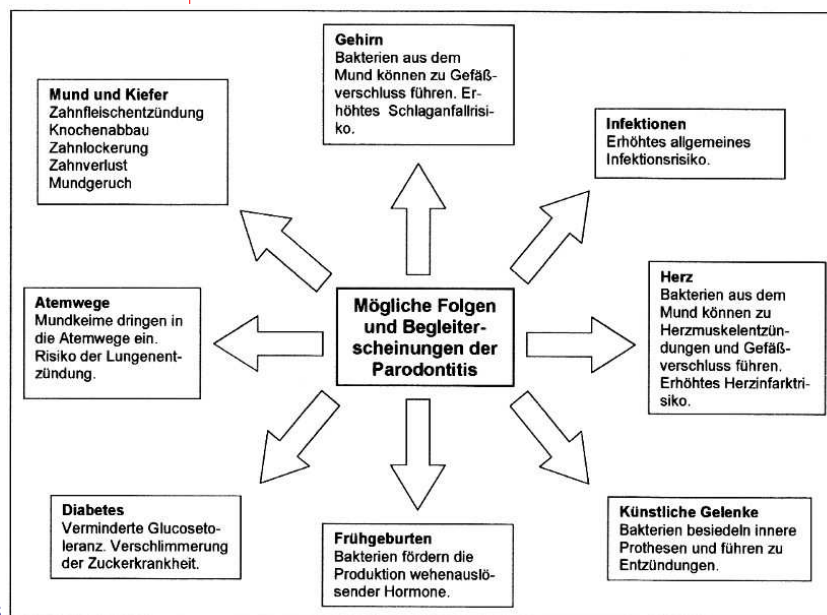 Gehirn
Bakterien aus dem
Mund können zu Gefäß-
verschluss führen. Er-
höhtes Schlaganfallrisi-
ko.
Mund und Kiefer
Zahnfleischentzündung
Knochenabbau
Zahnlockerung
Zahnverlust
Mundgeruch
Infektionen
Erhöhtes allgemeines
Infektionsrisiko.
Atemwege
Mundkeime dringen in
die Atemwege ein.
Risiko der Lungenent-
zündung.
Mögliche Folgen
und Begleiter-
scheinungen der
Parodontitis
Herz
Bakterien aus dem
Mund können zu
Herzmuskelentzün-
dungen und Gefäß-
verschluss führen.
Erhöhtes Herzinfarktri-
siko.
Diabetes
Verminderte Glucoseto-
leranz. Verschlimmerung
der Zuckerkrankheit.
Frühgeburten
Bakterien fördern die
Produktion wehenauslö-
sender Hormone.
Künstliche Gelenke
Bakterien besiedeln innere
Prothesen und führen zu
Entzündungen.